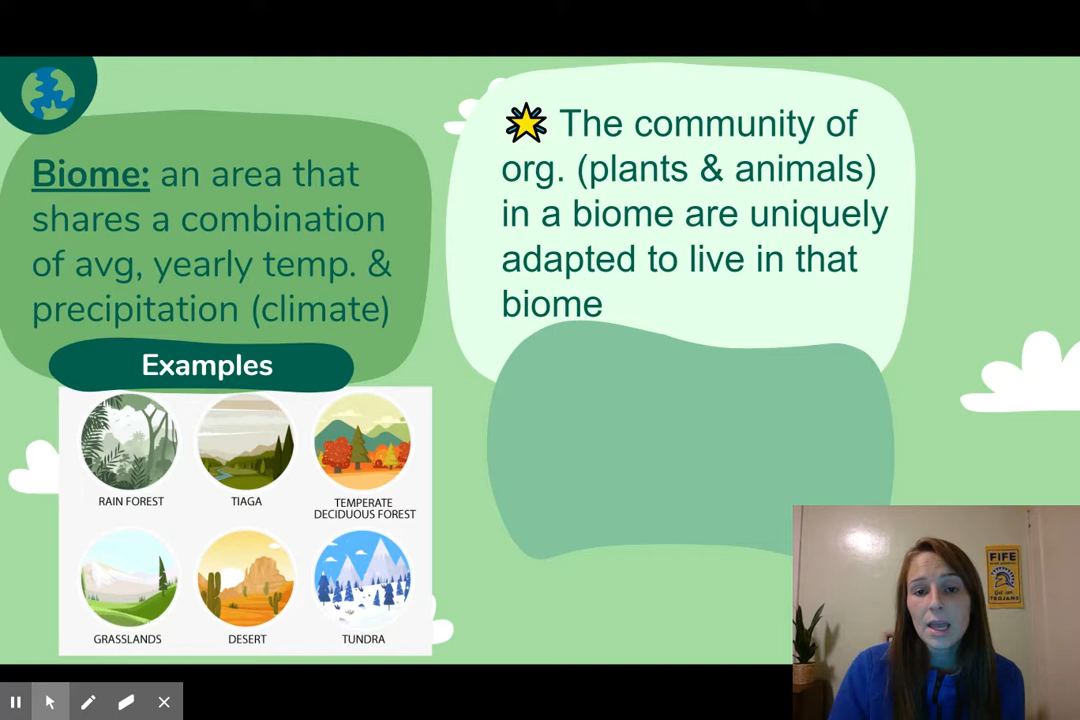 Biome: an area that
shares a combination
of avg, yearly temp. &
precipitation (climate)
The community of
org. (plants & animals)
in a biome are uniquely
adapted to live in that
biome
Examples
RAIN FOREST
TIAGA
TEMPERATE
DECIDUOUS FOREST
GRASSLANDS
DESERT
TUNDRA
FIFE
TROJANS